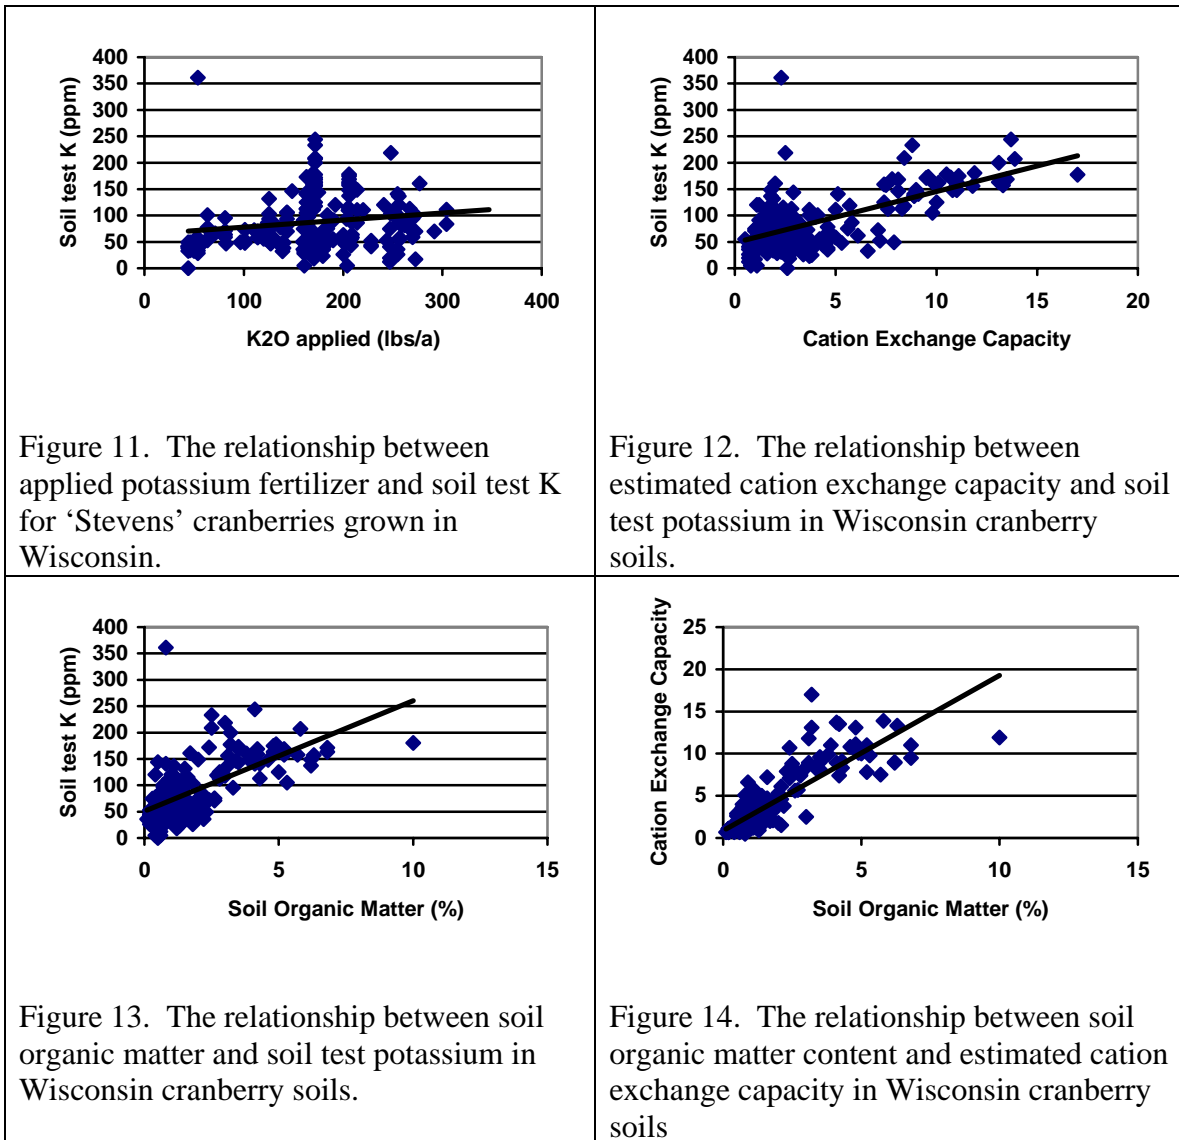 400
350
300
250
200
150
100
50
0
Soil test K (ppm)
0 100 200 300 400
K2O applied (lbs/a)
Figure 11. The relationship between
applied potassium fertilizer and soil test K
for ‘Stevens’ cranberries grown in
Wisconsin.
400
350
300
250
200
150
100
50
0
Soil test K (ppm)
0 5 10 15 20
Cation Exchange Capacity
Figure 12. The relationship between
estimated cation exchange capacity and soil
test potassium in Wisconsin cranberry
soils.
400
350
300
250
200
150
100
50
0
Soil test K (ppm)
0 5 10 15
Soil Organic Matter (%)
Figure 13. The relationship between soil
organic matter and soil test potassium in
Wisconsin cranberry soils.
25
20
15
10
5
0
Cation Exchange Capacity
0 5 10 15
Soil Organic Matter (%)
Figure 14. The relationship between soil
organic matter content and estimated cation
exchange capacity in Wisconsin cranberry
soils